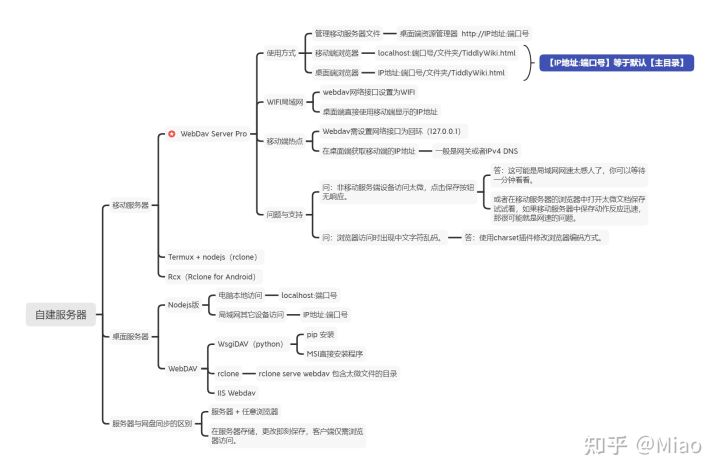 自建服务器
移动服务器
WebDav Server Pro
使用方式
管理移动服务器文件
桌面端资源管理器 http://IP地址:端口号
移动端浏览器
localhost:端口号/文件夹/TiddlyWiki.html
桌面端浏览器
IP地址:端口号/文件夹/TiddlyWiki.html
【IP地址:端口号】等于默认【主目录】
WIFI局域网
webdav网络接口设置为WIFI
桌面端直接使用移动端显示的IP地址
移动端热点
Webdav需设置网络接口为回环（127.0.0.1）
在桌面端获取移动端的IP地址
一般是网关或者IPv4 DNS
问题与支持
问：非移动服务端设备访问太微，点击保存按钮
无响应。
答：这可能是局域网网速太感人了，你可以等待
一分钟看看。
或者在移动服务器的浏览器中打开太微文档保存
试试看，如果移动服务器中保存动作反应迅速，
那很可能就是网速的问题。
问：浏览器访问时出现中文字符乱码。
答：使用charset插件修改浏览器编码方式。
Termux + nodejs（rclone）
Rcx（Rclone for Android）
桌面服务器
Nodejs版
电脑本地访问
localhost:端口号
局域网其它设备访问
IP地址:端口号
WebDAV
WsgiDAV（python）
pip 安装
MSI直接安装程序
rclone
rclone serve webdav 包含太微文件的目录
IIS Webdav
服务器与网盘同步的区别
服务器 + 任意浏览器
在服务器存储，更改即刻保存，客户端仅需浏览
器访问。
知乎 @Miao